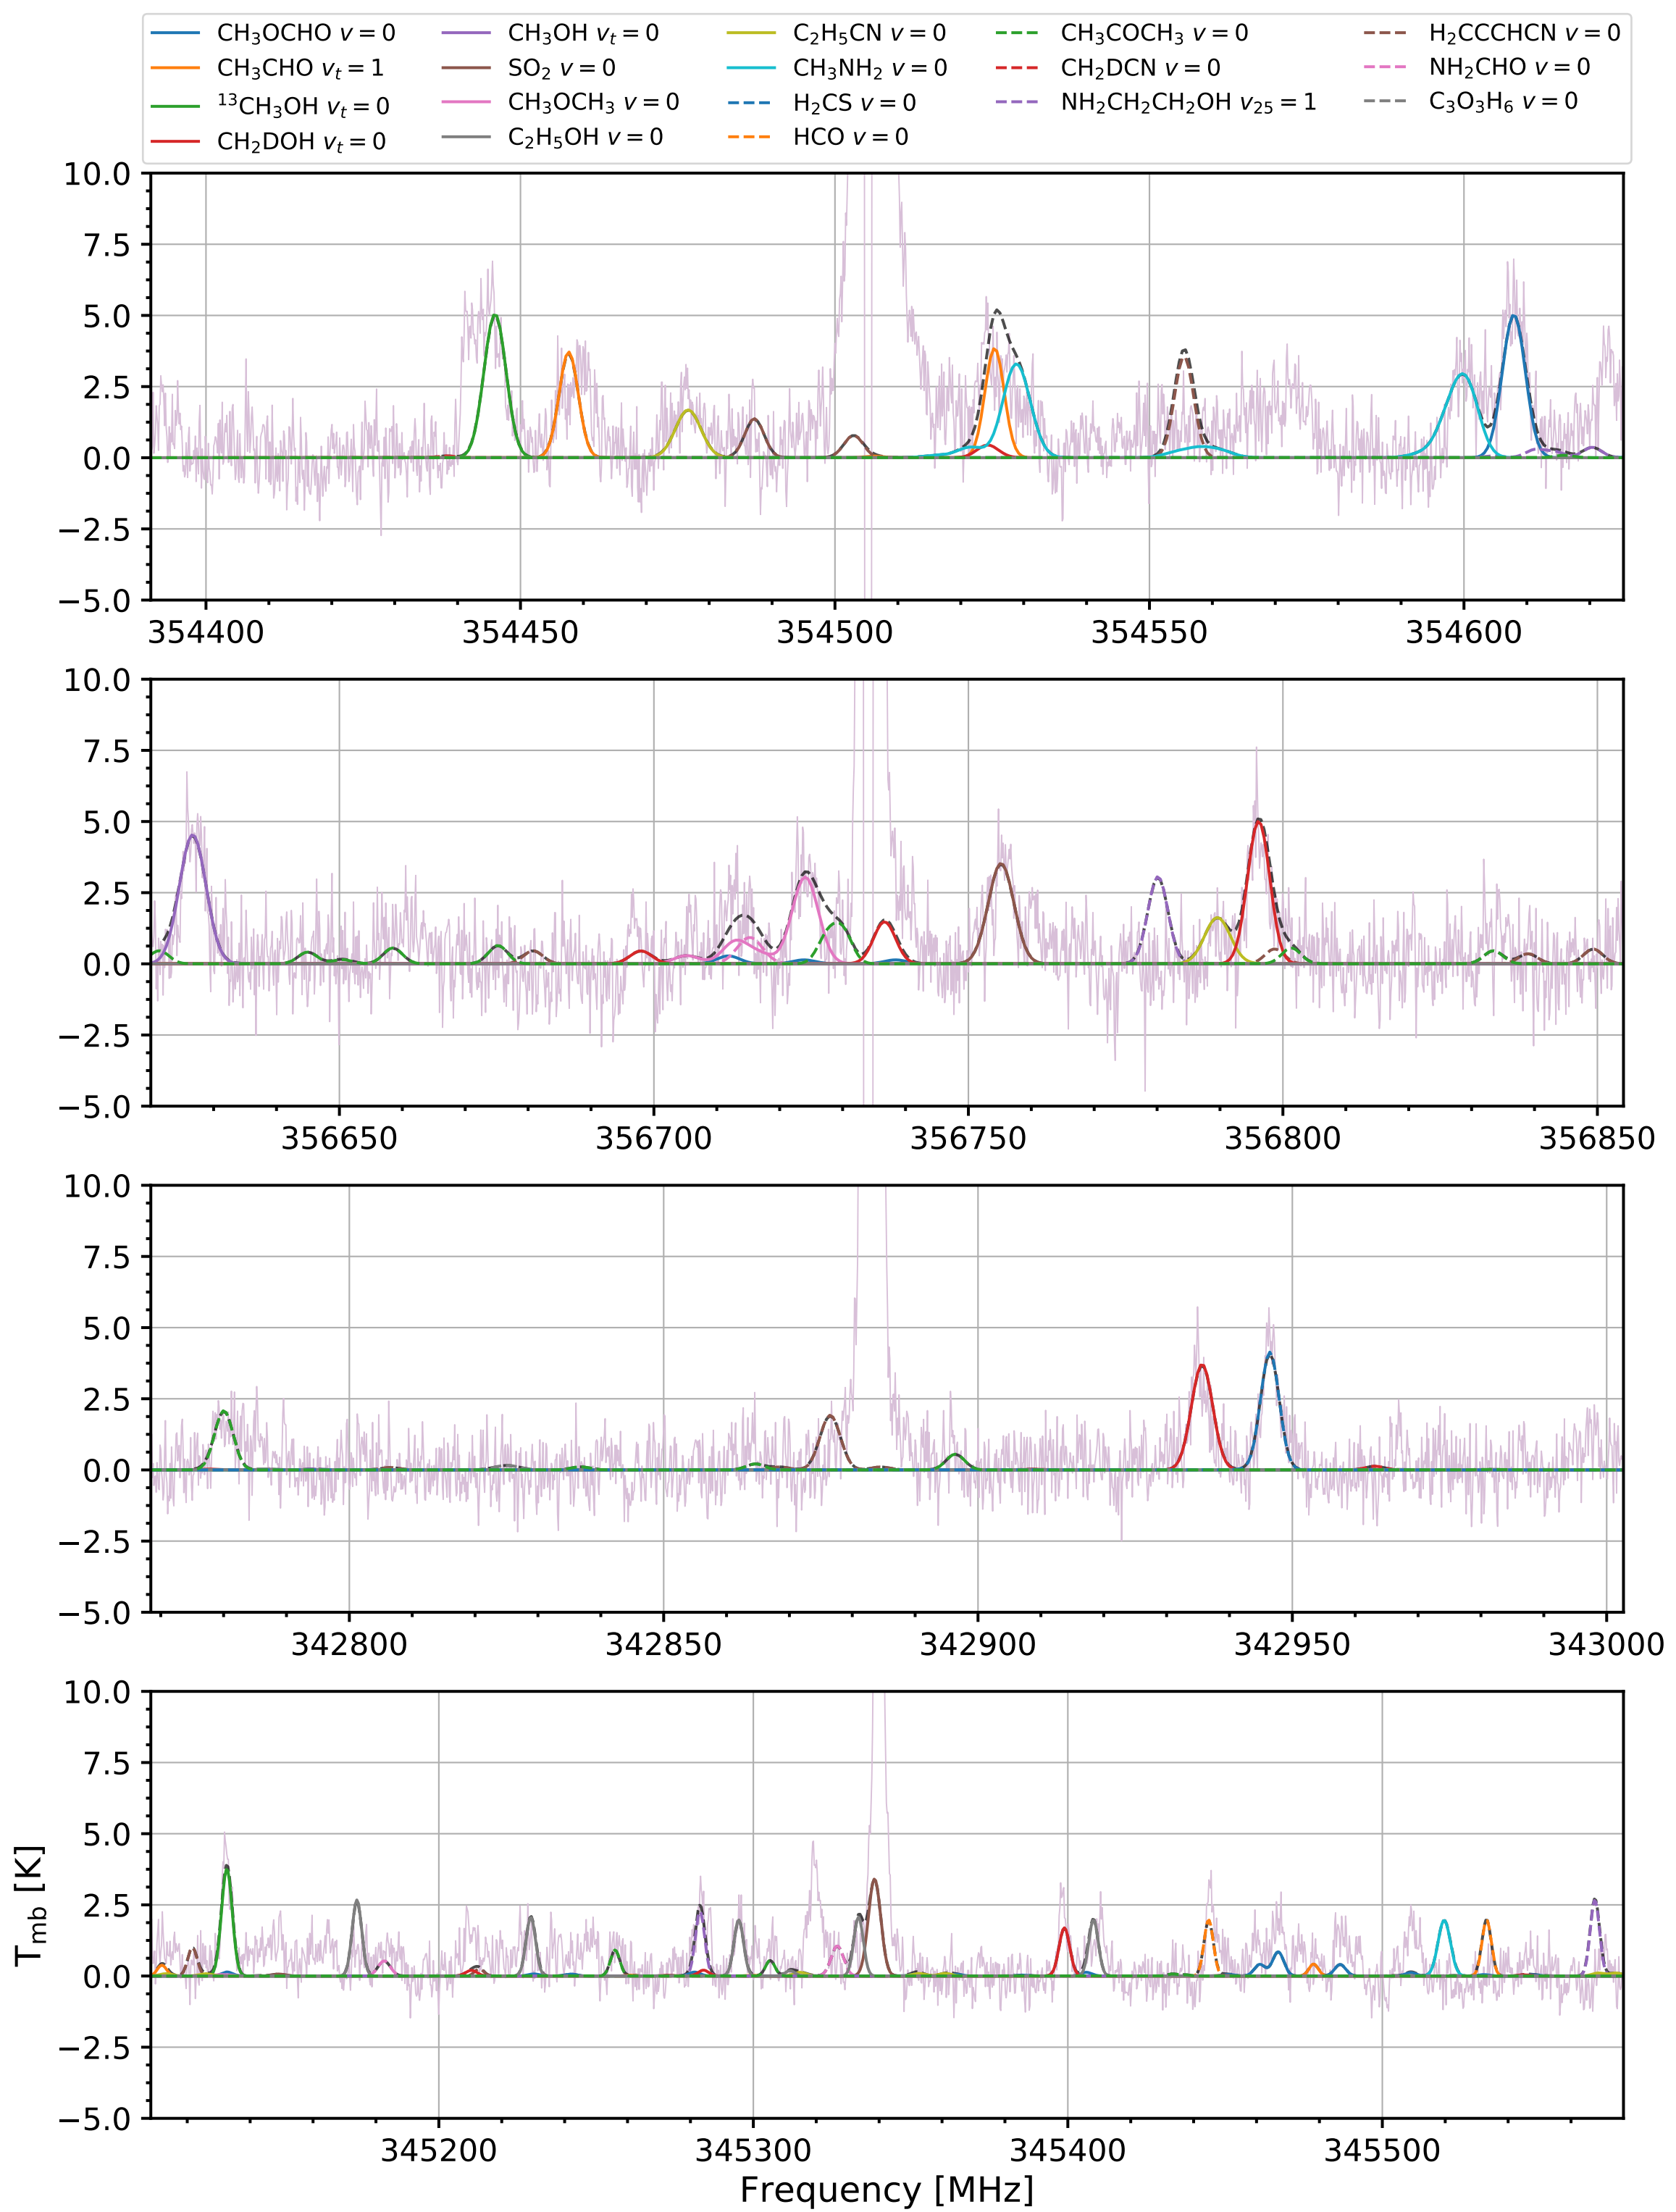 CH₃OCHO v = 0 CH₃OH vₜ = 0 C₂H₅CN v = 0 CH₃COCH₃ v = 0 H₂CCCHCN v = 0
CH₃CHO vₜ = 1 SO₂ v = 0 CH₃NH₂ v = 0 CH₂DCN v = 0 NH₂CHO v = 0
¹³CH₃OH vₜ = 0 CH₃OCH₃ v = 0 H₂CS v = 0 NH₂CH₂CH₂OH v₂₅ = 1 C₃O₃H₆ v = 0
CH₂DOH vₜ = 0 C₂H₅OH v = 0 HCO v = 0
10.0
7.5
5.0
2.5
0.0
−2.5
−5.0
354400 354450 354500 354550 354600
10.0
7.5
5.0
2.5
0.0
−2.5
−5.0
356650 356700 356750 356800 356850
10.0
7.5
5.0
2.5
0.0
−2.5
−5.0
342800 342850 342900 342950 343000
10.0
7.5
5.0
2.5
0.0
−2.5
−5.0
345200 345300 345400 345500
T_mb [K]
Frequency [MHz]